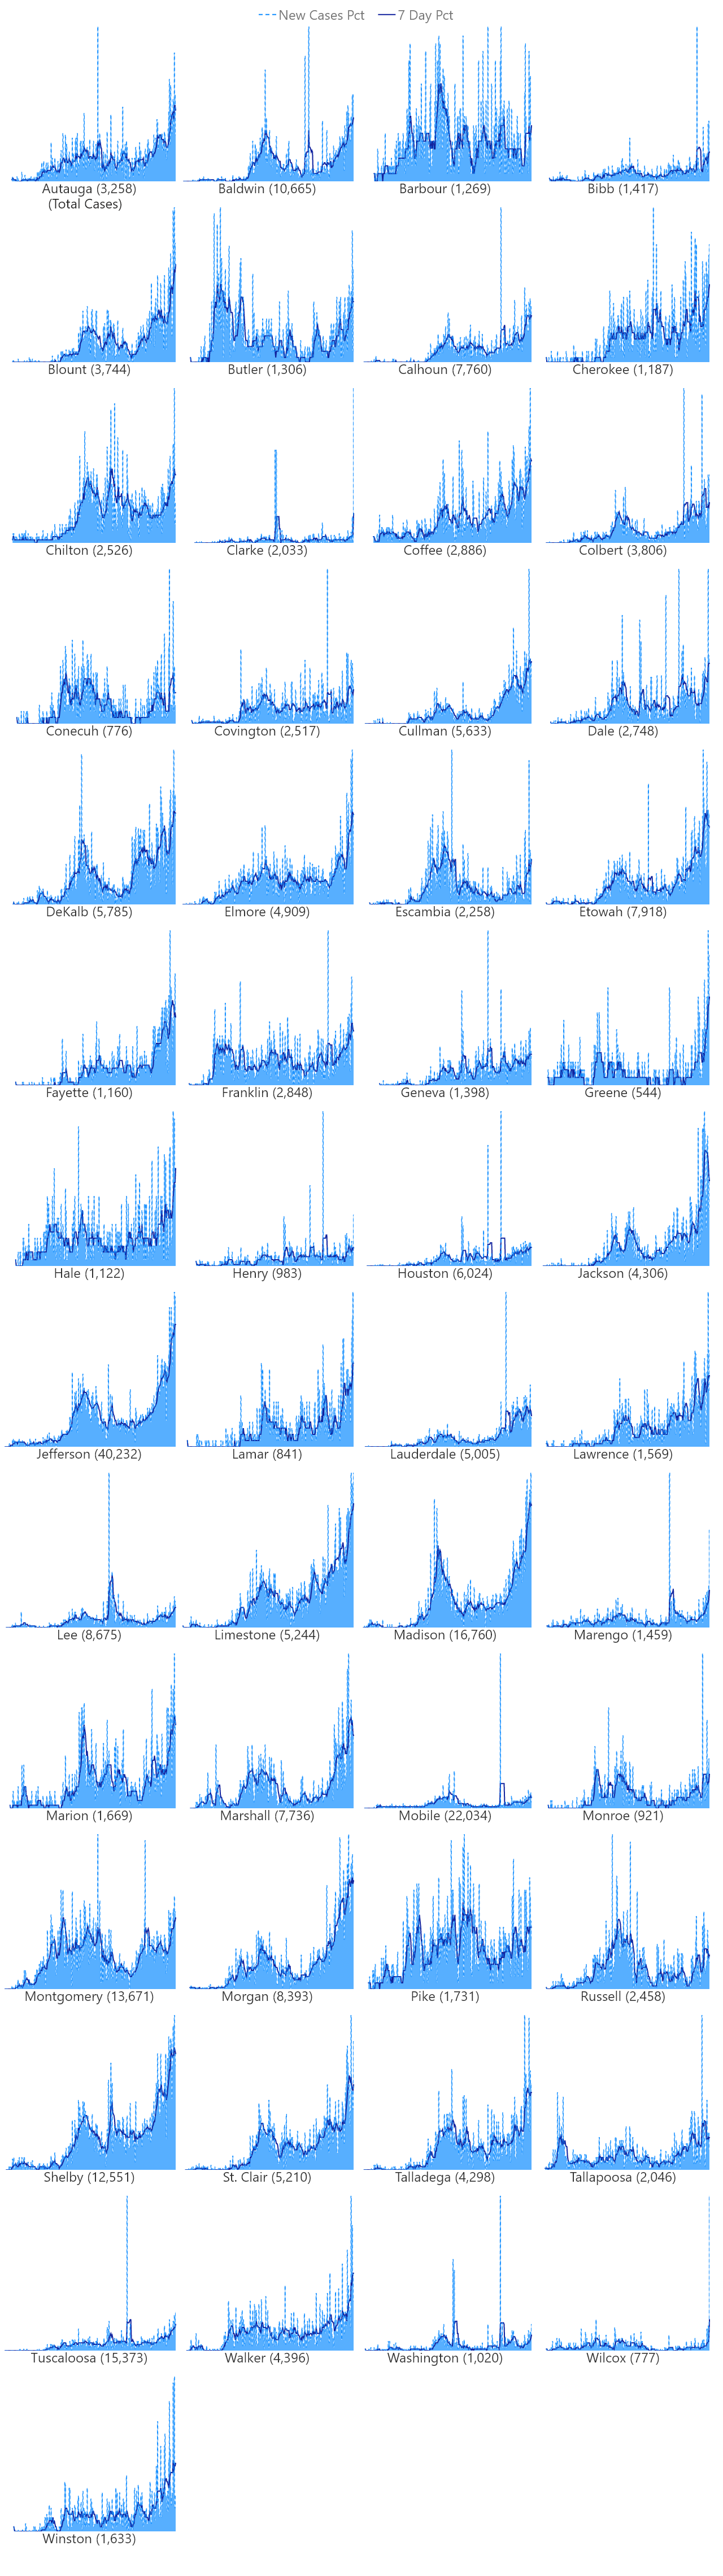 New Cases Pct 7 Day Pct
Autauga (3,258) Baldwin (10,665) Barbour (1,269) Bibb (1,417)
(Total Cases)
Blount (3,744) Butler (1,306) Calhoun (7,760) Cherokee (1,187)
Chilton (2,526) Clarke (2,033) Coffee (2,886) Colbert (3,806)
Conecuh (776) Covington (2,517) Cullman (5,633) Dale (2,748)
DeKalb (5,785) Elmore (4,909) Escambia (2,258) Etowah (7,918)
Fayette (1,160) Franklin (2,848) Geneva (1,398) Greene (544)
Hale (1,122) Henry (983) Houston (6,024) Jackson (4,306)
Jefferson (40,232) Lamar (841) Lauderdale (5,005) Lawrence (1,569)
Lee (8,675) Limestone (5,244) Madison (16,760) Marengo (1,459)
Marion (1,669) Marshall (7,736) Mobile (22,034) Monroe (921)
Montgomery (13,671) Morgan (8,393) Pike (1,731) Russell (2,458)
Shelby (12,551) St. Clair (5,210) Talladega (4,298) Tallapoosa (2,046)
Tuscaloosa (15,373) Walker (4,396) Washington (1,020) Wilcox (777)
Winston (1,633)